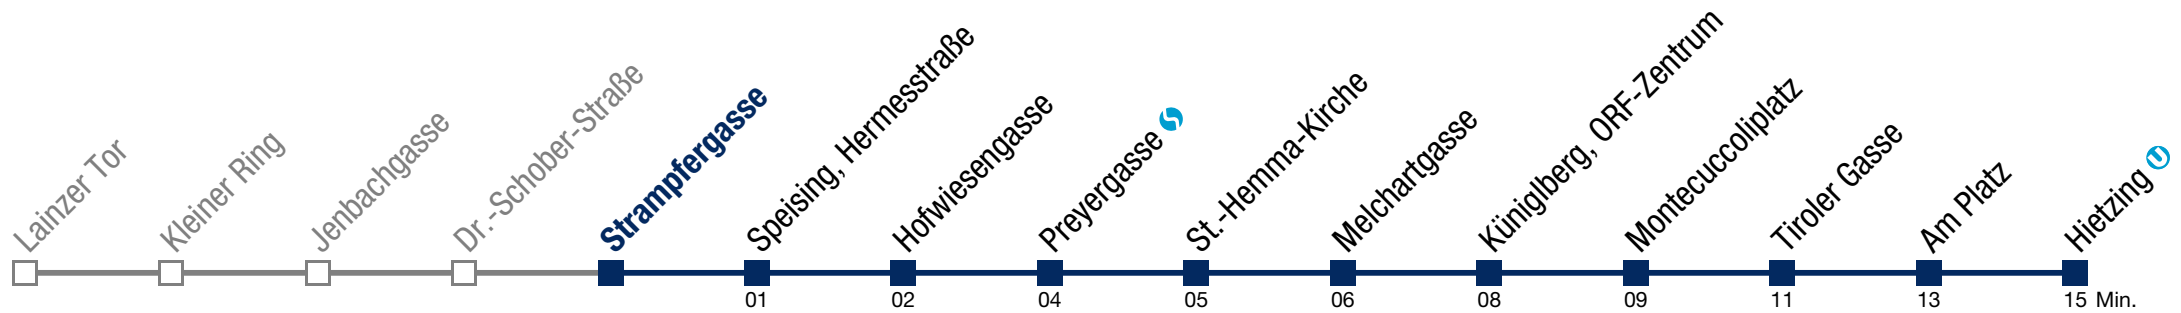 Lainzer Tor
Kleiner Ring
Jenbachgasse
Dr.-Schober-Straße
Strampfergasse
Speising, Hermesstraße
Hofwiesengasse
Preyergasse
St.-Hemma-Kirche
Melchartgasse
Küniglberg, ORF-Zentrum
Montecuccoliplatz
Tiroler Gasse
Am Platz
Hietzing U
01 02 04 05 06 08 09 11 13 15 Min.